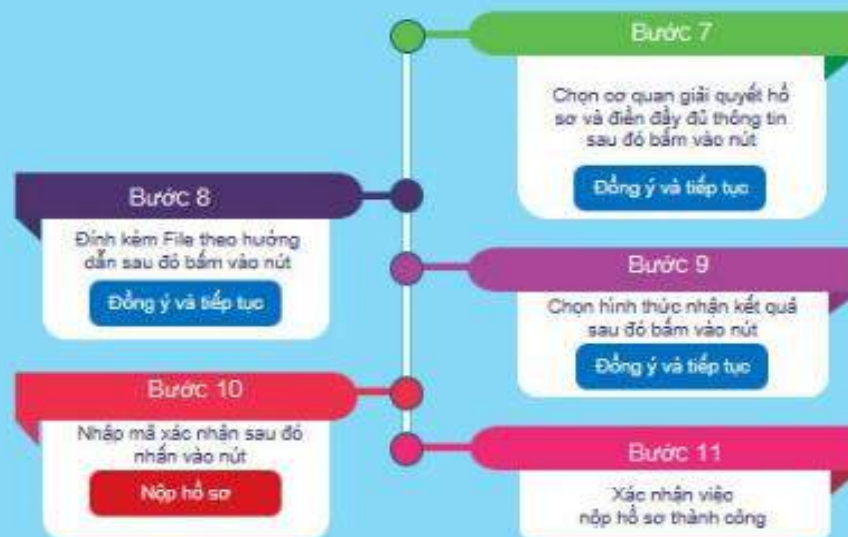 Bước 7
Chọn cơ quan giải quyết hồ
sơ và điền đầy đủ thông tin
sau đó bấm vào nút
Đồng ý và tiếp tục
Bước 8
Đính kèm File theo hướng
dẫn sau đó bấm vào nút
Đồng ý và tiếp tục
Bước 9
Chọn hình thức nhận kết quả
sau đó bấm vào nút
Đồng ý và tiếp tục
Bước 10
Nhập mã xác nhận sau đó
nhấn vào nút
Nộp hồ sơ
Bước 11
Xác nhận việc
nộp hồ sơ thành công